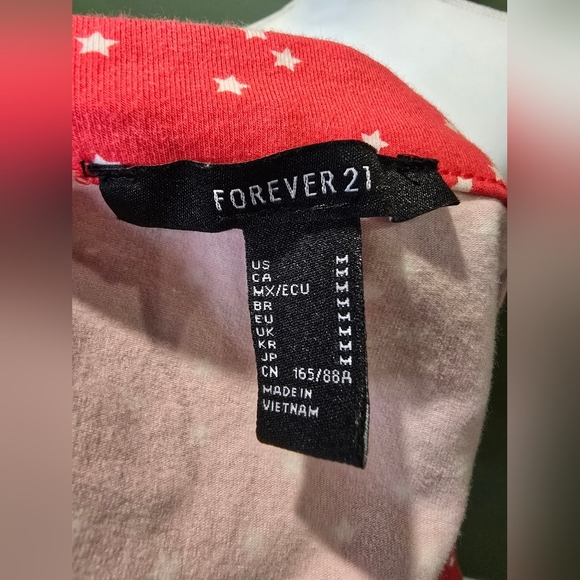 FOREVER 21
US M
CA M
MX/ECU M
BR M
EU M
UK M
KR M
JP M
CN 165/88A
MADE IN
VIETNAM